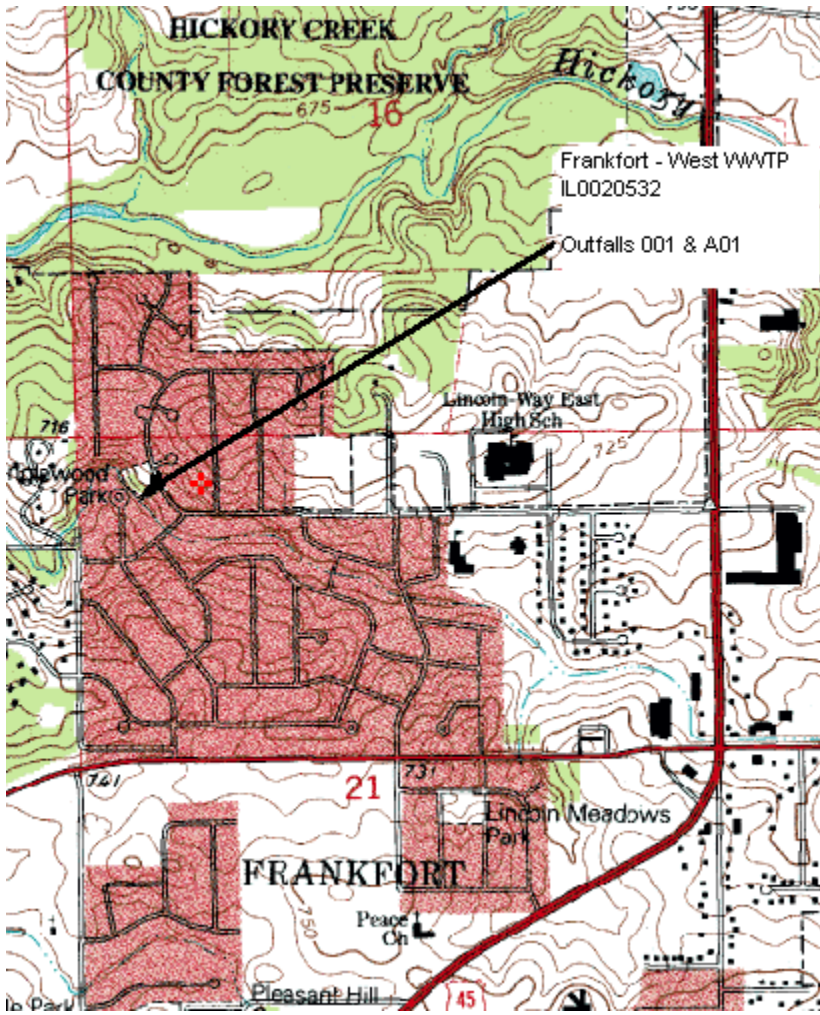 HICKORY CREEK
COUNTY FOREST PRESERVE
675
16
Hickory
Frankfort - West WWTP
IL0020532
Outfalls 001 & A01
Lincoln-Way East
High Sch
716
725
Park
741
731
21
Lincoln Meadows
Park
FRANKFORT
750
Peace
Ch
Pleasant Hill
45
Park